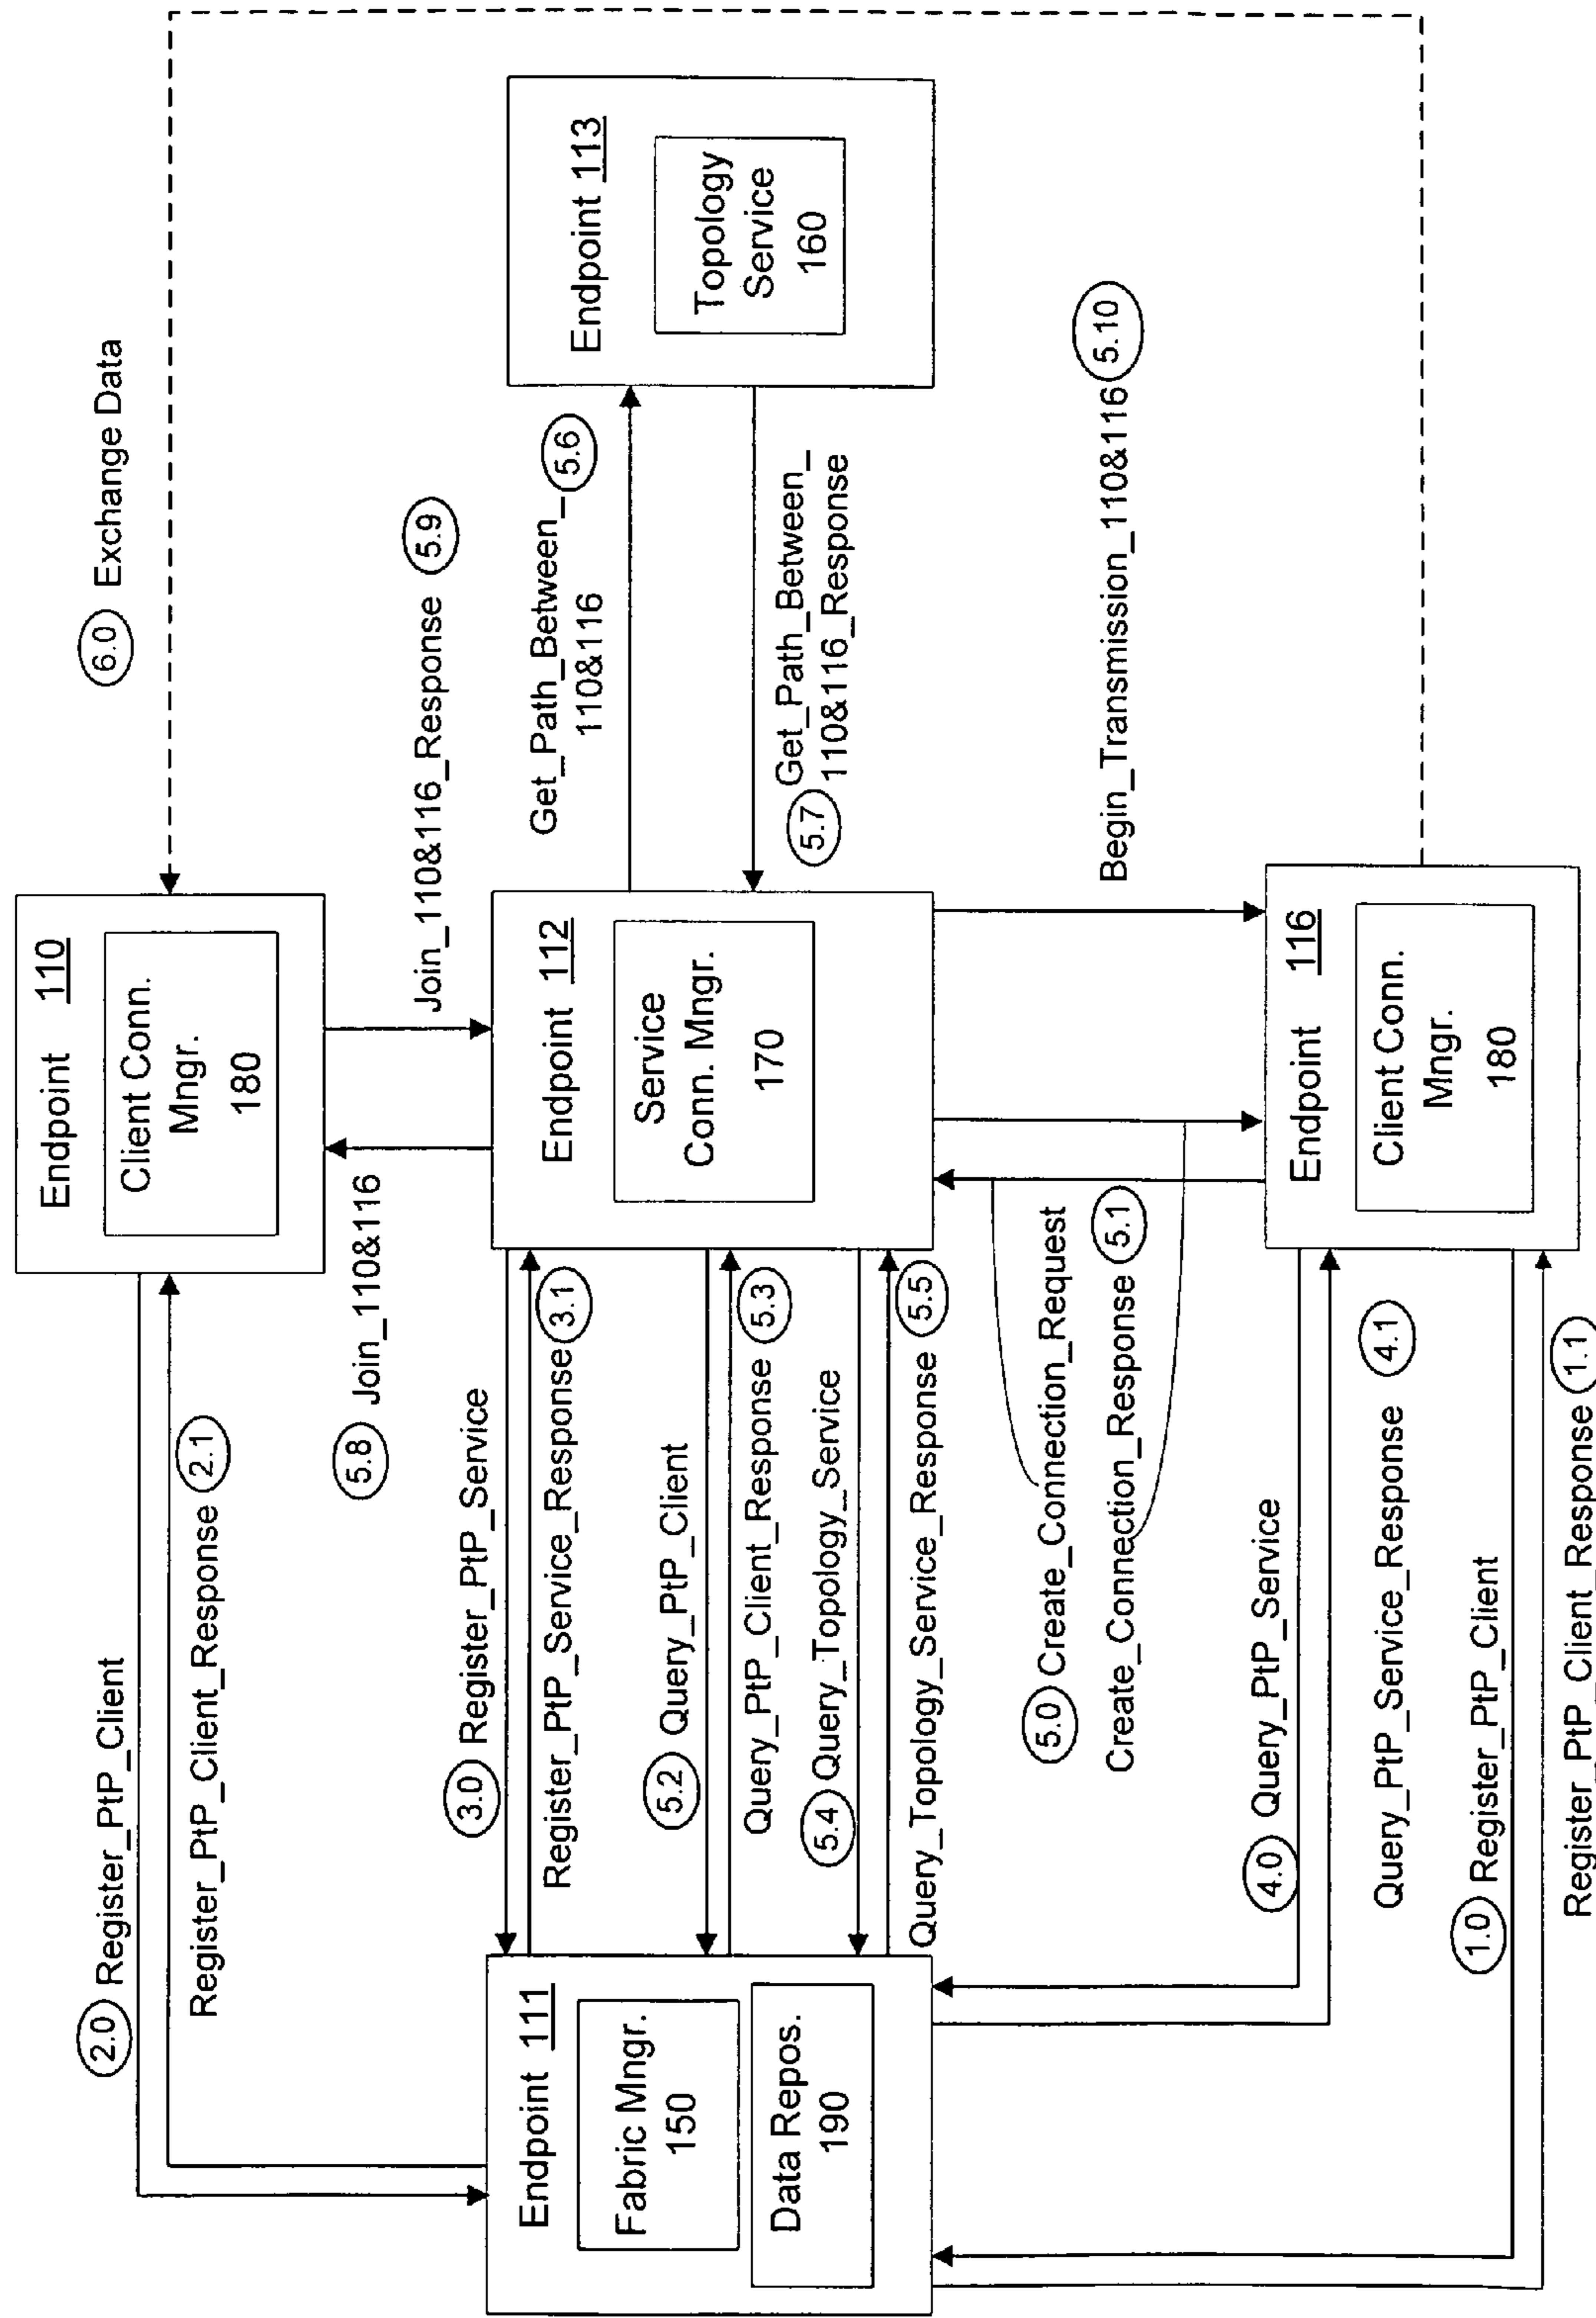 6.0 Exchange Data
2.0 Register_PtP_Client
Register_PtP_Client_Response 2.1
Endpoint 110
Client Conn.
Mngr.
180
5.8 Join_110&116
Join_110&116_Response 5.9
Endpoint 111
Fabric Mngr.
150
Data Repos.
190
3.0 Register_PtP_Service
Register_PtP_Service_Response 3.1
5.2 Query_PtP_Client
Query_PtP_Client_Response 5.3
5.4 Query_Topology_Service
Query_Topology_Service_Response 5.5
Endpoint 112
Service
Conn. Mngr.
170
Get_Path_Between_ 5.6
110&116
5.7 Get_Path_Between_
110&116_Response
Endpoint 113
Topology
Service
160
5.0 Create_Connection_Request
Create_Connection_Response 5.1
Begin_Transmission_110&116 5.10
4.0 Query_PtP_Service
Query_PtP_Service_Response 4.1
1.0 Register_PtP_Client
Register_PtP_Client_Response 1.1
Endpoint 116
Client Conn.
Mngr.
180